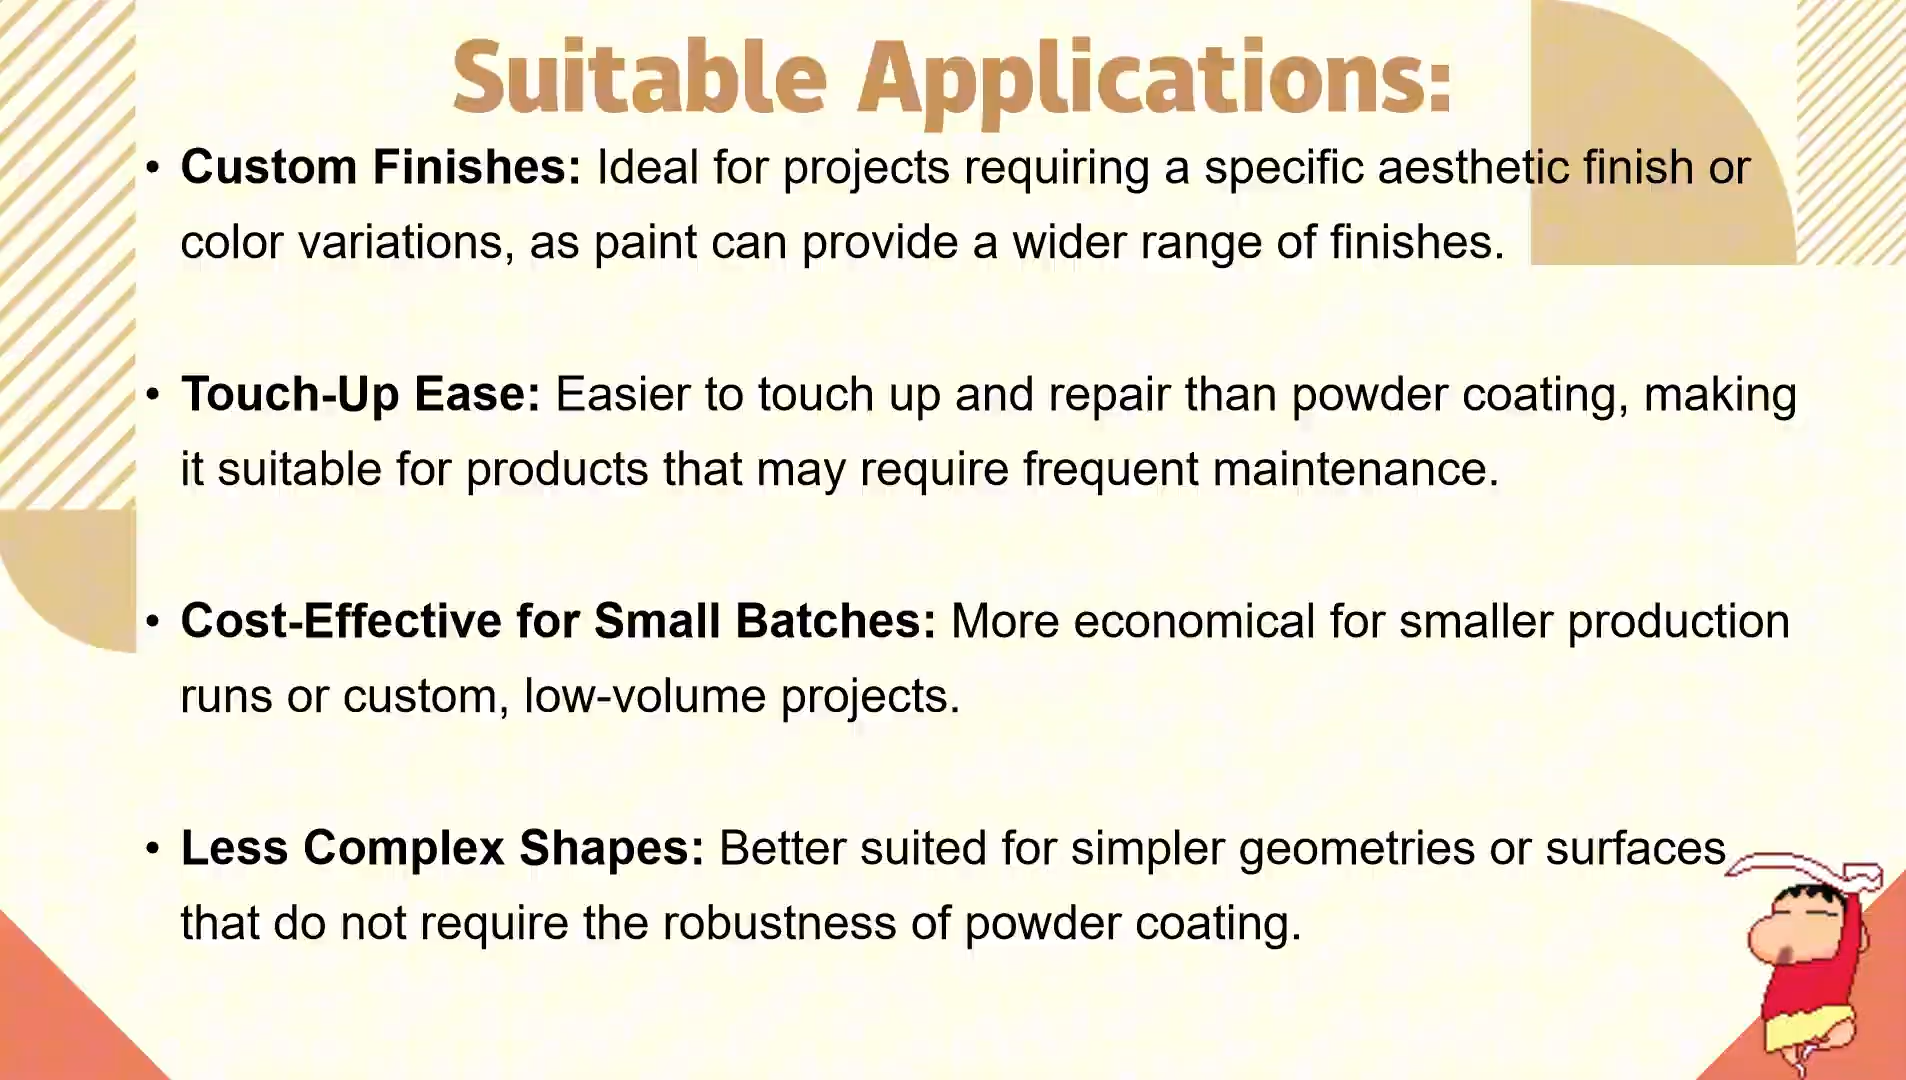 Suitable Applications:
• Custom Finishes: Ideal for projects requiring a specific aesthetic finish or
color variations, as paint can provide a wider range of finishes.
• Touch-Up Ease: Easier to touch up and repair than powder coating, making
it suitable for products that may require frequent maintenance.
• Cost-Effective for Small Batches: More economical for smaller production
runs or custom, low-volume projects.
• Less Complex Shapes: Better suited for simpler geometries or surfaces
that do not require the robustness of powder coating.